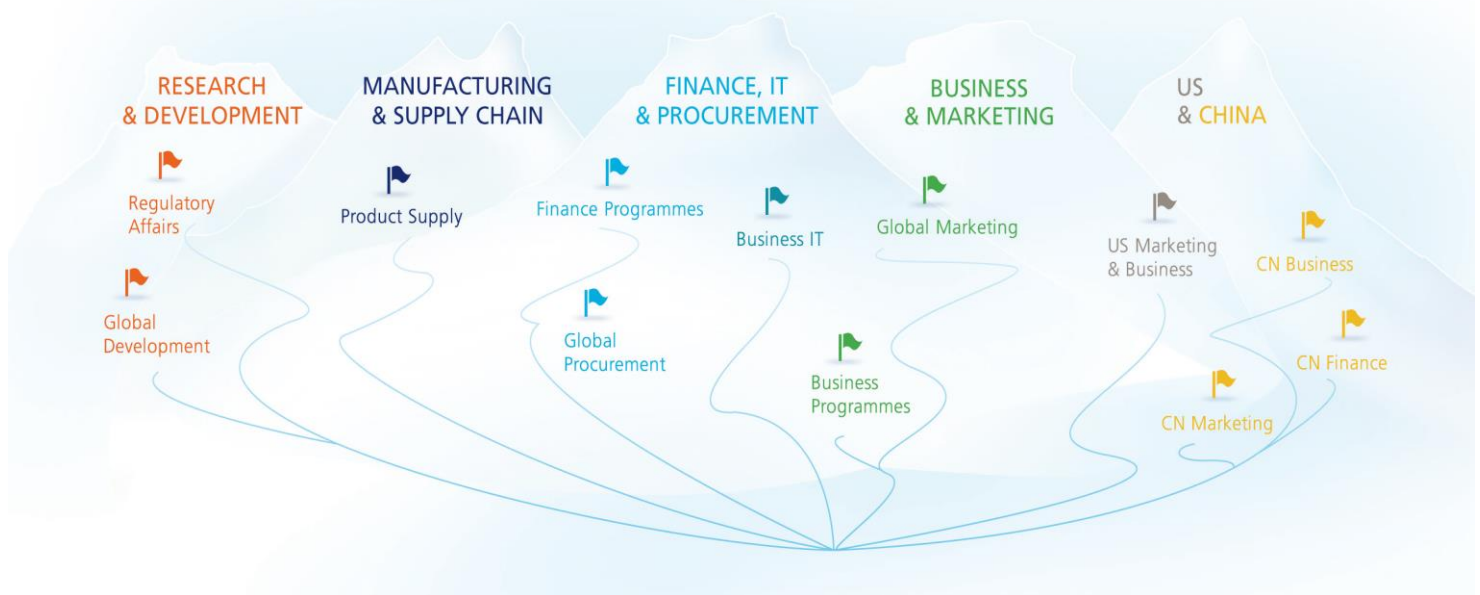 RESEARCH
& DEVELOPMENT
MANUFACTURING
& SUPPLY CHAIN
FINANCE, IT
& PROCUREMENT
BUSINESS
& MARKETING
US
& CHINA
Regulatory
Affairs
Global
Development
Product Supply
Finance Programmes
Business IT
Global
Procurement
Global Marketing
Business
Programmes
US Marketing
& Business
CN Business
CN Finance
CN Marketing